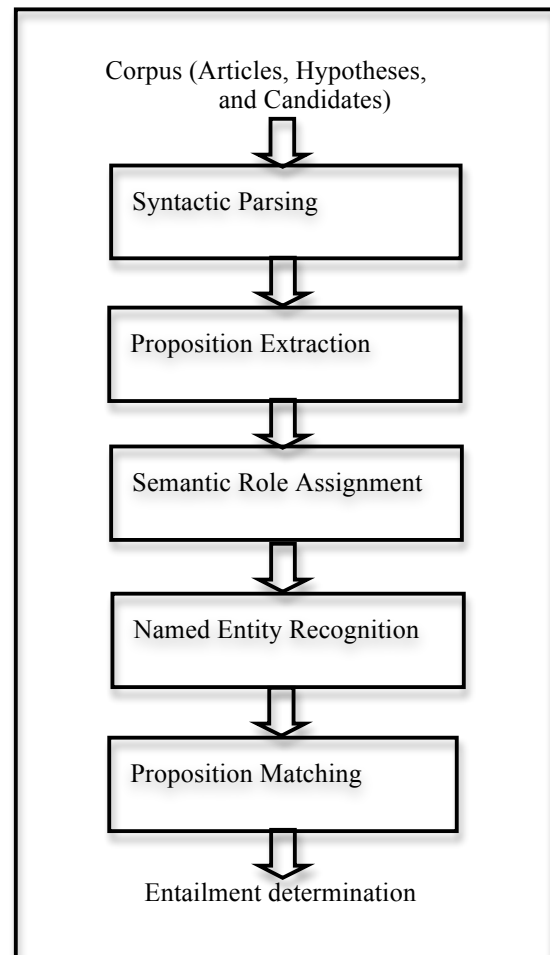 Corpus (Articles, Hypotheses,
and Candidates)
Syntactic Parsing
Proposition Extraction
Semantic Role Assignment
Named Entity Recognition
Proposition Matching
Entailment determination